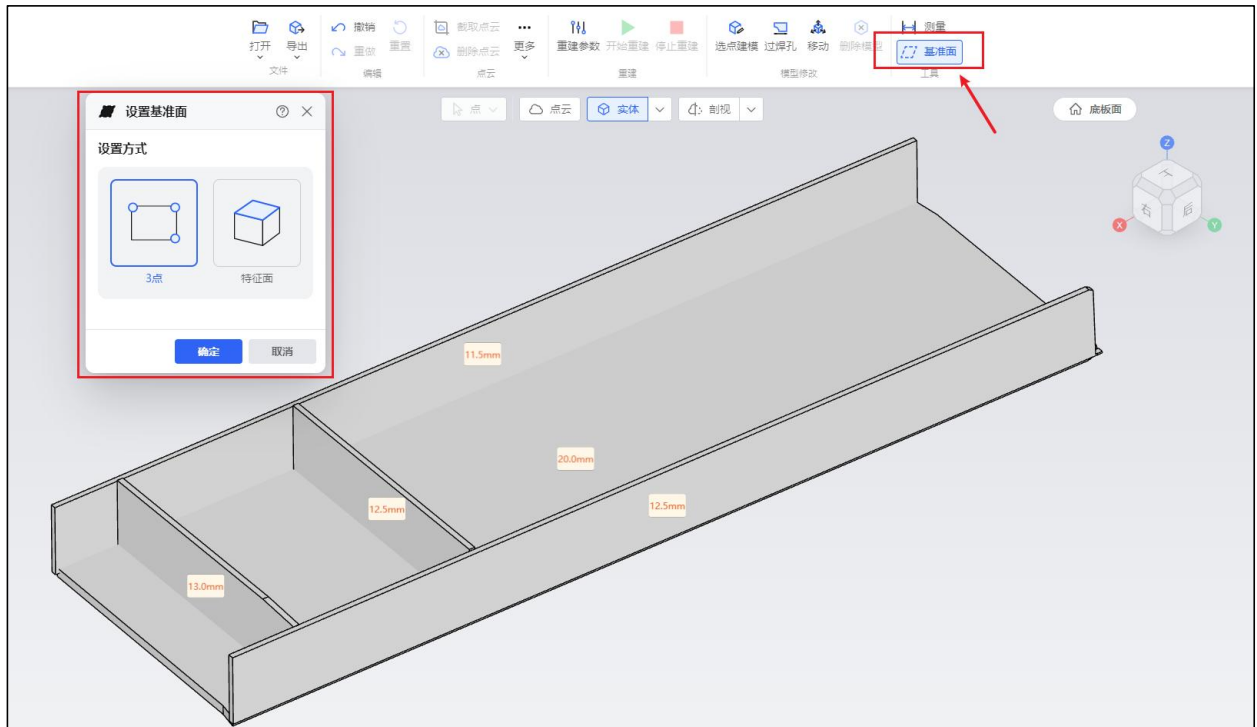 打开 导出
文件
撤销 重做 重置
编辑
截取点云 删除点云 更多
点云
重建参数 开始重建 停止重建
重建
选点建模 过焊孔 移动 删除模型
模型修改
测量
基准面
工具
点 点云 实体 剖视
底板面
设置基准面
设置方式
3点 特征面
确定 取消
Z
右 后
X Y
11.5mm
20.0mm
12.5mm
12.5mm
13.0mm